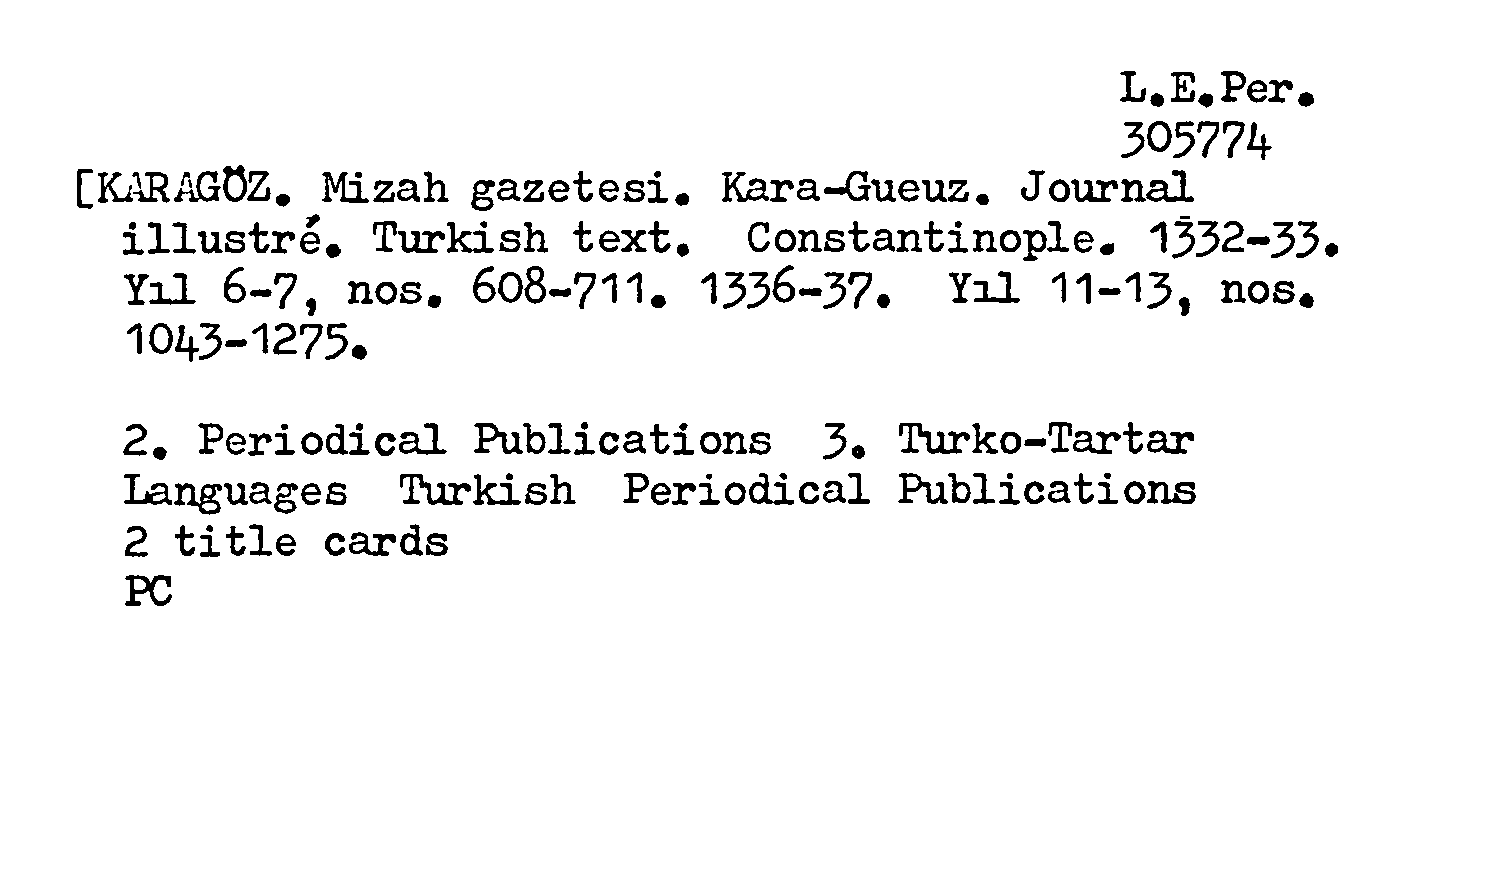 L.E.Per.
305774
[KARAGÖZ. Mizah gazetesi. Kara-Gueuz. Journal
illustré. Turkish text. Constantinople. 1332-33.
Yıl 6-7, nos. 608-711. 1336-37. Yıl 11-13, nos.
1043-1275.
2. Periodical Publications 3. Turko-Tartar
Languages Turkish Periodical Publications
2 title cards
PC